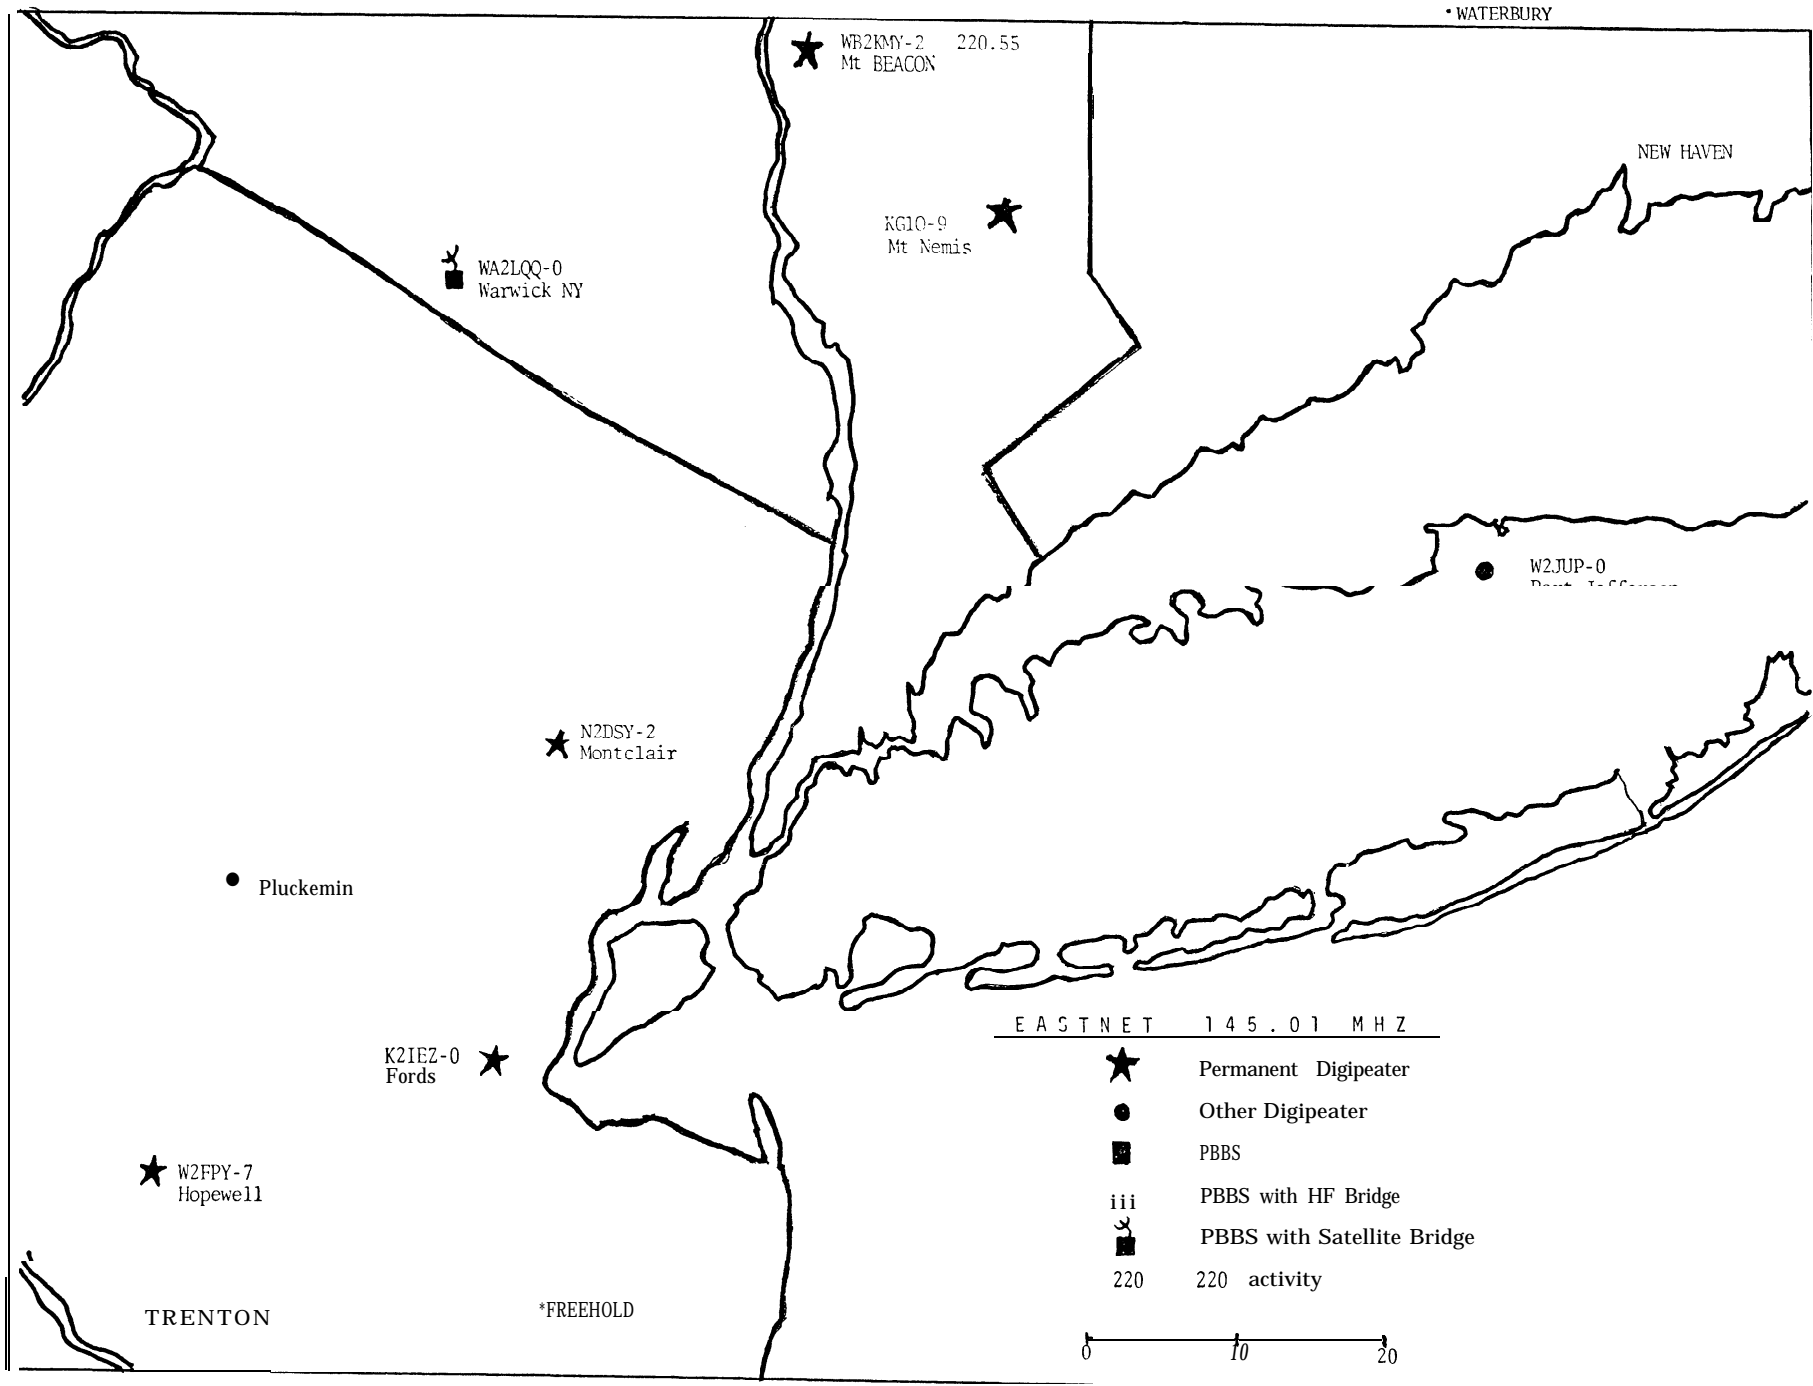 WATERBURY
WB2KMY-2 220.55
Mt BEACON
NEW HAVEN
KG1O-9
Mt Nemis
WA2LQQ-0
Warwick NY
W2JUP-0
N2DSY-2
Montclair
Pluckemin
K2IEZ-0
Fords
W2FPY-7
Hopewell
TRENTON
*FREEHOLD
EASTNET 145.01 MHZ
Permanent Digipeater
Other Digipeater
PBBS
iii PBBS with HF Bridge
PBBS with Satellite Bridge
220 220 activity
0 10 20